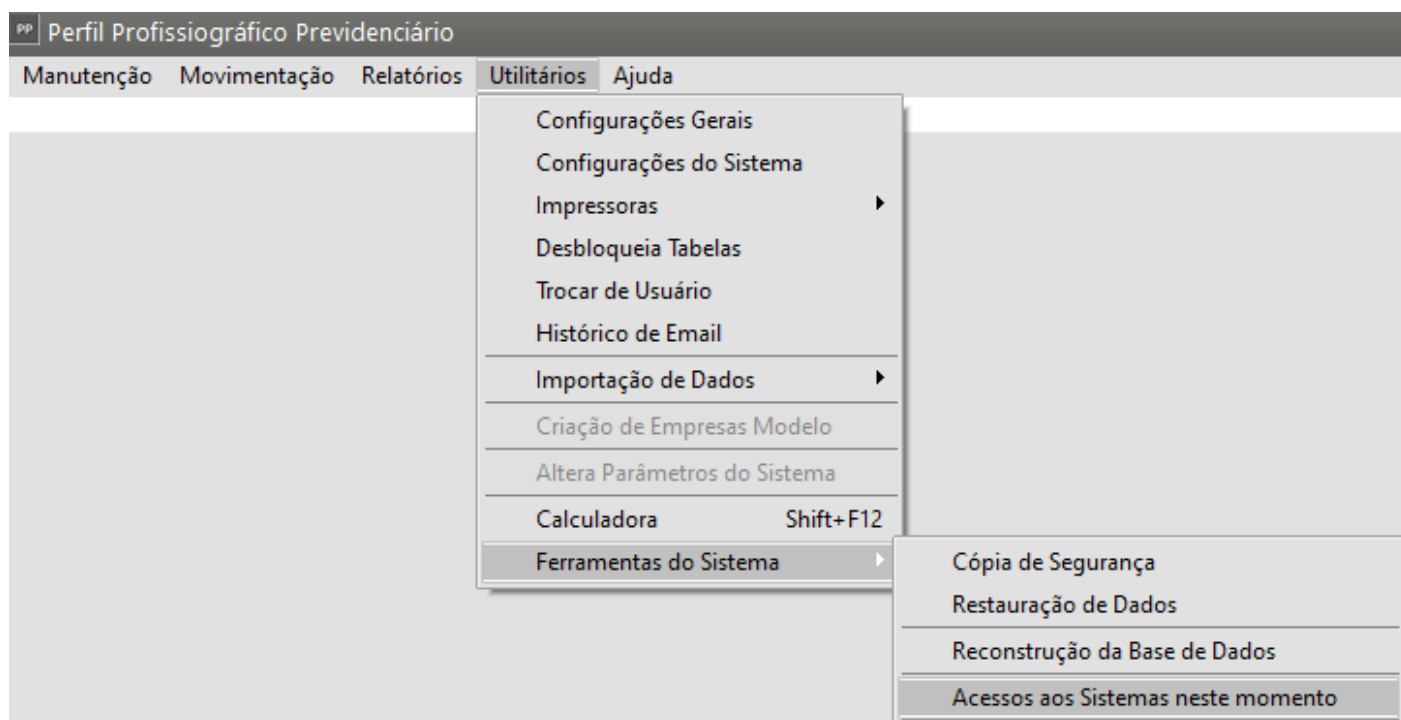 PP Perfil Profissiográfico Previdenciário
Manutenção Movimentação Relatórios Utilitários Ajuda
Configurações Gerais
Configurações do Sistema
Impressoras
Desbloqueia Tabelas
Trocar de Usuário
Histórico de Email
Importação de Dados
Criação de Empresas Modelo
Altera Parâmetros do Sistema
Calculadora Shift+F12
Ferramentas do Sistema
Cópia de Segurança
Restauração de Dados
Reconstrução da Base de Dados
Acessos aos Sistemas neste momento